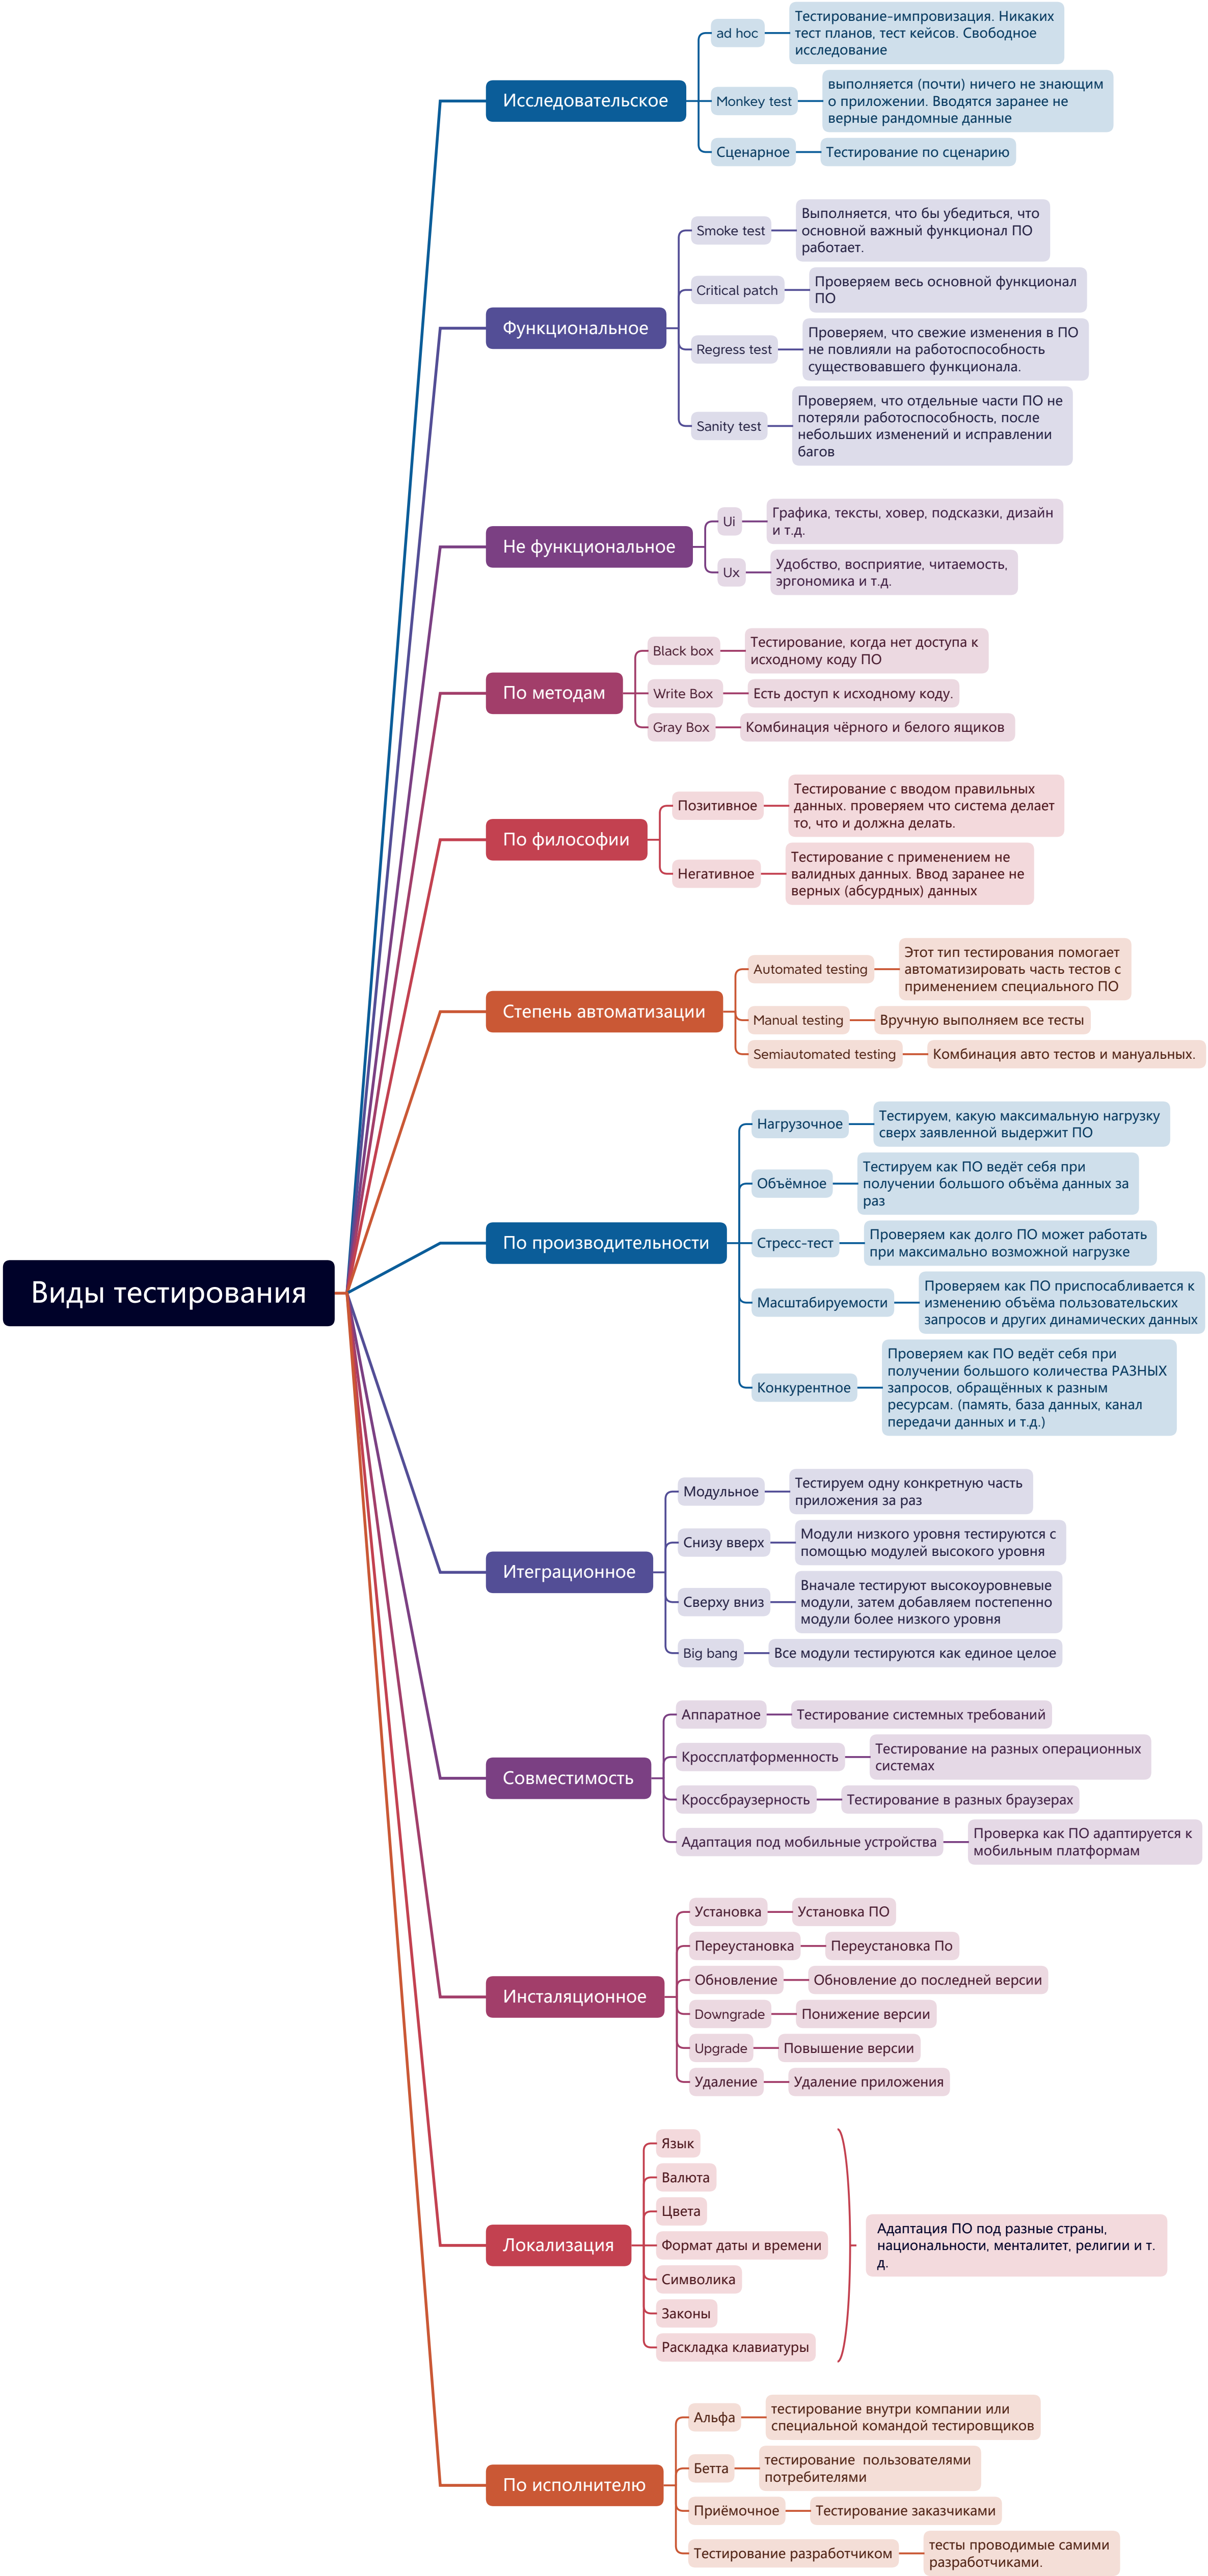 ad hoc
Тестирование-импровизация. Никаких
тест планов, тест кейсов. Свободное
исследование
Исследовательское
Monkey test
выполняется (почти) ничего не знающим
о приложении. Вводятся заранее не
верные рандомные данные
Сценарное
Тестирование по сценарию
Smoke test
Выполняется, что бы убедиться, что
основной важный функционал ПО
работает.
Critical patch
Проверяем весь основной функционал
ПО
Функциональное
Regress test
Проверяем, что свежие изменения в ПО
не повлияли на работоспособность
существовавшего функционала.
Sanity test
Проверяем, что отдельные части ПО не
потеряли работоспособность, после
небольших изменений и исправлении
багов
Не функциональное
Ui
Графика, тексты, ховер, подсказки, дизайн
и т.д.
Ux
Удобство, восприятие, читаемость,
эргономика и т.д.
По методам
Black box
Тестирование, когда нет доступа к
исходному коду ПО
Write Box
Есть доступ к исходному коду.
Gray Box
Комбинация чёрного и белого ящиков
По философии
Позитивное
Тестирование с вводом правильных
данных. проверяем что система делает
то, что и должна делать.
Негативное
Тестирование с применением не
валидных данных. Ввод заранее не
верных (абсурдных) данных
Степень автоматизации
Automated testing
Этот тип тестирования помогает
автоматизировать часть тестов с
применением специального ПО
Manual testing
Вручную выполняем все тесты
Semiautomated testing
Комбинация авто тестов и мануальных.
По производительности
Нагрузочное
Тестируем, какую максимальную нагрузку
сверх заявленной выдержит ПО
Объёмное
Тестируем как ПО ведёт себя при
получении большого объёма данных за
раз
Стресс-тест
Проверяем как долго ПО может работать
при максимально возможной нагрузке
Масштабируемости
Проверяем как ПО приспосабливается к
изменению объёма пользовательских
запросов и других динамических данных
Конкурентное
Проверяем как ПО ведёт себя при
получении большого количества РАЗНЫХ
запросов, обращённых к разным
ресурсам. (память, база данных, канал
передачи данных и т.д.)
Виды тестирования
Итеграционное
Модульное
Тестируем одну конкретную часть
приложения за раз
Снизу вверх
Модули низкого уровня тестируются с
помощью модулей высокого уровня
Сверху вниз
Вначале тестируют высокоуровневые
модули, затем добавляем постепенно
модули более низкого уровня
Big bang
Все модули тестируются как единое целое
Совместимость
Аппаратное
Тестирование системных требований
Кроссплатформенность
Тестирование на разных операционных
системах
Кроссбраузерность
Тестирование в разных браузерах
Адаптация под мобильные устройства
Проверка как ПО адаптируется к
мобильным платформам
Инсталяционное
Установка
Установка ПО
Переустановка
Переустановка По
Обновление
Обновление до последней версии
Downgrade
Понижение версии
Upgrade
Повышение версии
Удаление
Удаление приложения
Локализация
Язык
Валюта
Цвета
Формат даты и времени
Символика
Законы
Раскладка клавиатуры
Адаптация ПО под разные страны,
национальности, менталитет, религии и т.
д.
По исполнителю
Альфа
тестирование внутри компании или
специальной командой тестировщиков
Бетта
тестирование  пользователями
потребителями
Приёмочное
Тестирование заказчиками
Тестирование разработчиком
тесты проводимые самими
разработчиками.